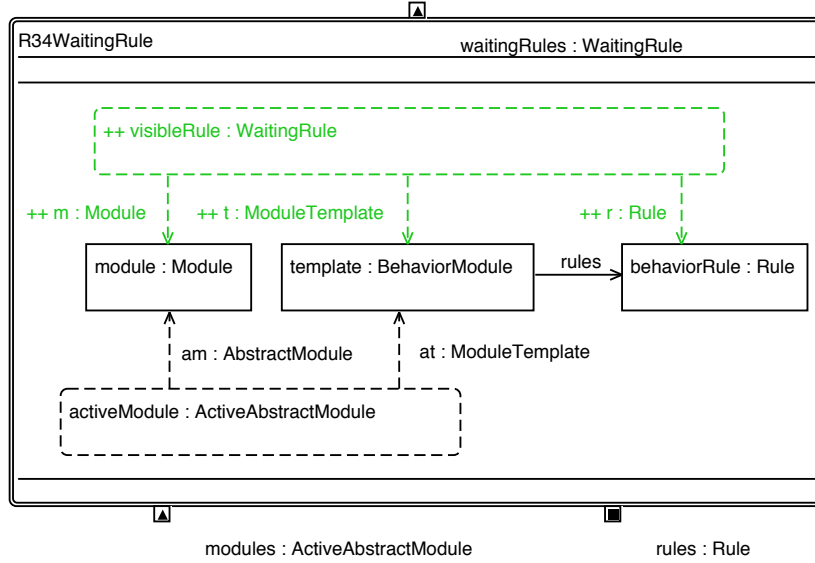 R34WaitingRule
waitingRules : WaitingRule
++ visibleRule : WaitingRule
++ m : Module
++ t : ModuleTemplate
++ r : Rule
module : Module
template : BehaviorModule
rules
behaviorRule : Rule
am : AbstractModule
at : ModuleTemplate
activeModule : ActiveAbstractModule
modules : ActiveAbstractModule
rules : Rule